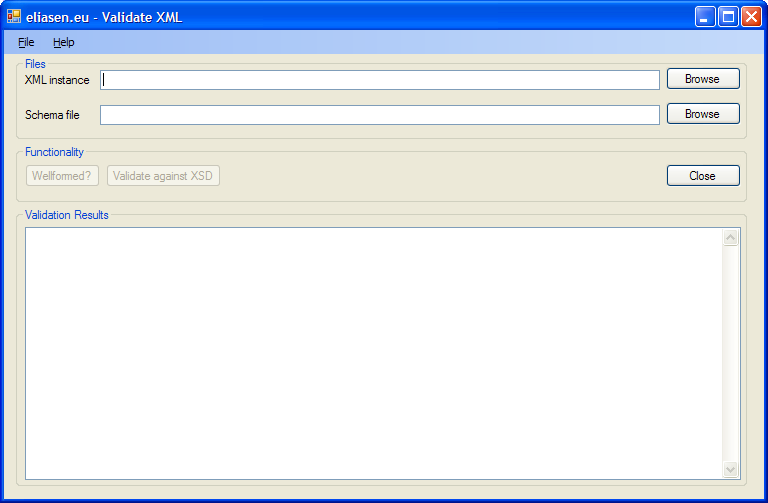 eliasen.eu - Validate XML
File Help
Files
XML instance Browse
Schema file Browse
Functionality
Wellformed? Validate against XSD Close
Validation Results